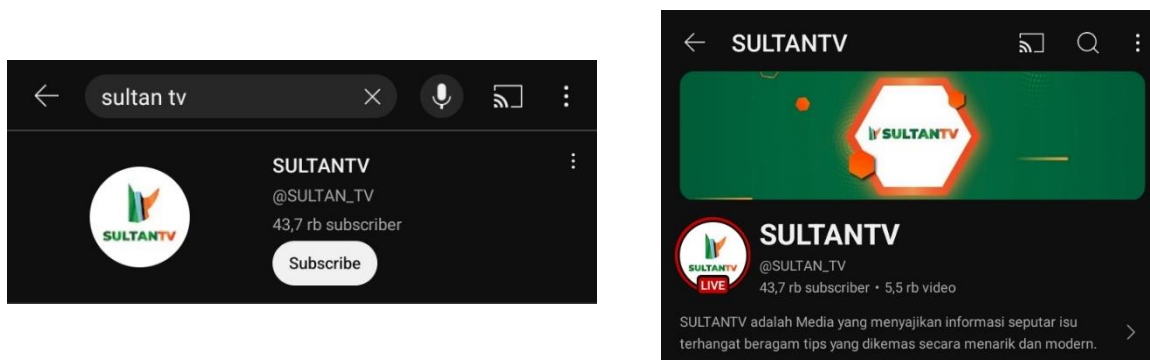 sultan tv
SULTANTV
@SULTAN_TV
43,7 rb subscriber
Subscribe
SULTANTV
SULTANTV
SULTANTV
SULTANTV
@SULTAN_TV
43,7 rb subscriber • 5,5 rb video
SULTANTV
LIVE
SULTANTV adalah Media yang menyajikan informasi seputar isu
terhangat beragam tips yang dikemas secara menarik dan modern.